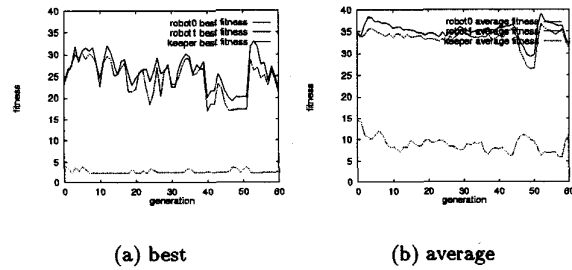 robot0 best fitness
robot1 best fitness
keeper best fitness
40
35
30
25
20
15
10
5
0
fitness
0 10 20 30 40 50 60
generation
(a) best
robot0 average fitness
robot1 average fitness
keeper average fitness
40
35
30
25
20
15
10
5
0
fitness
0 10 20 30 40 50 60
generation
(b) average